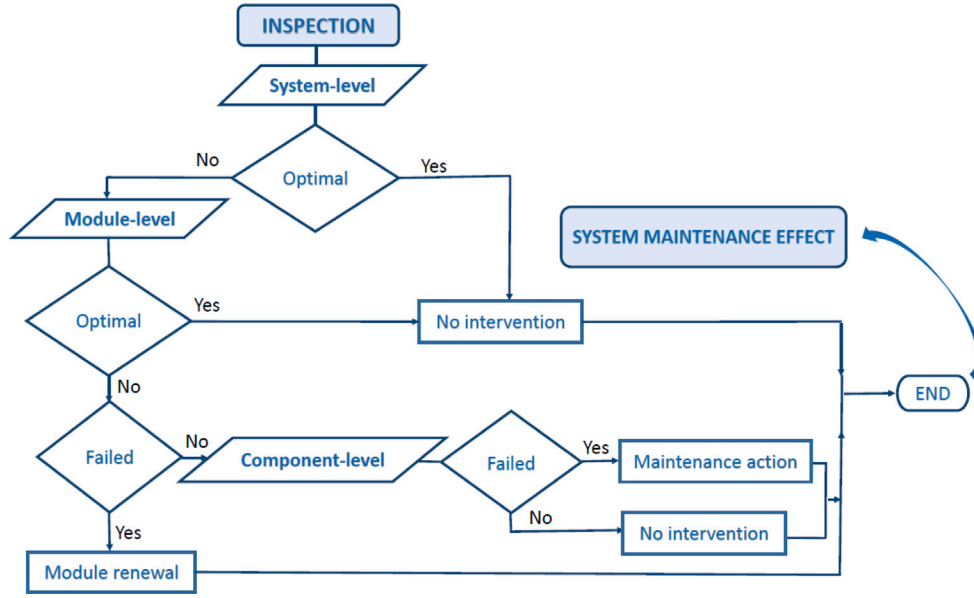 INSPECTION
System-level
No
Optimal
Yes
Module-level
SYSTEM MAINTENANCE EFFECT
Optimal
Yes
No intervention
No
END
Failed
No
Component-level
Failed
Yes
Maintenance action
No
No intervention
Yes
Module renewal